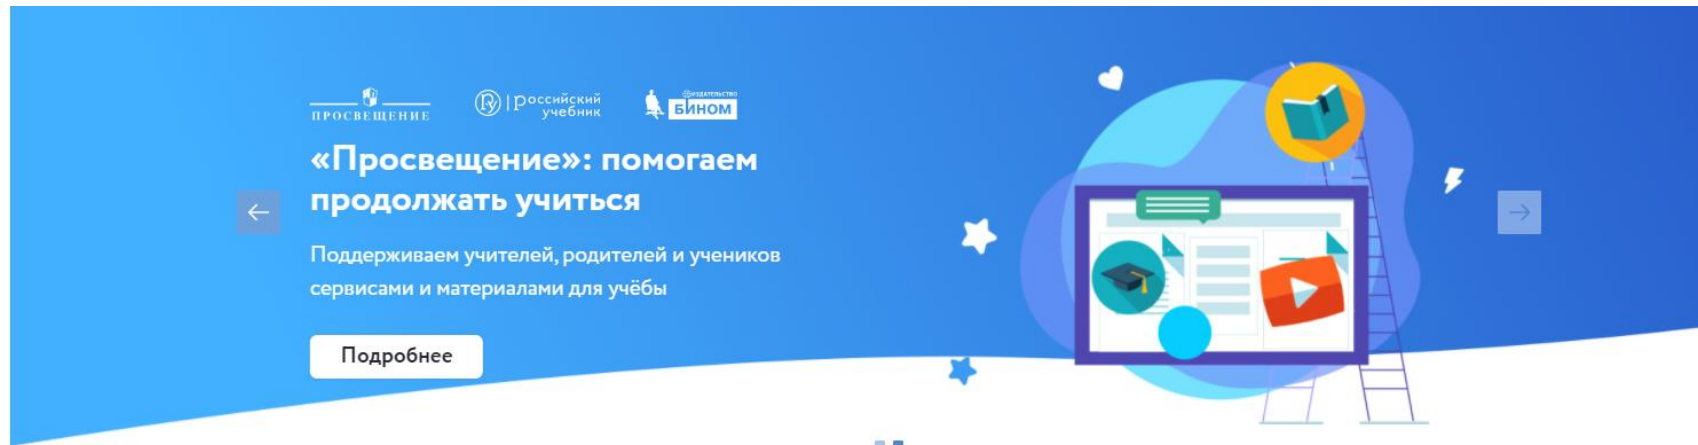 ПРОСВЕЩЕНИЕ
российский
учебник
издательство
БИНОМ
«Просвещение»: помогаем
продолжать учиться
Поддерживаем учителей, родителей и учеников
сервисами и материалами для учёбы
Подробнее